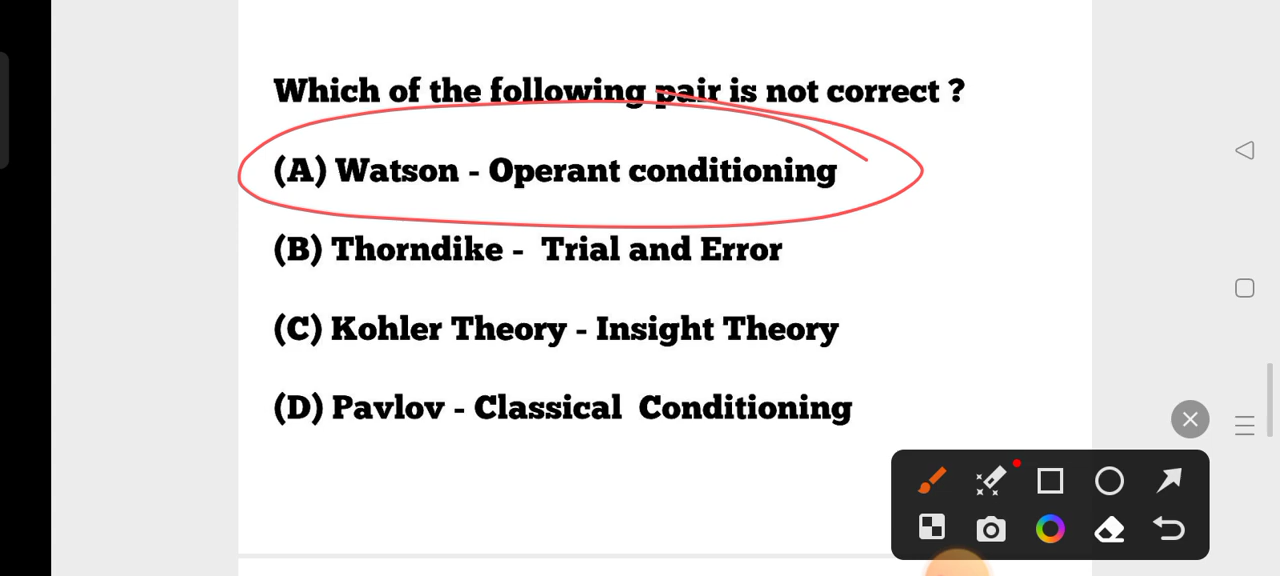 Which of the following pair is not correct ?
(A) Watson - Operant conditioning
(B) Thorndike - Trial and Error
(C) Kohler Theory - Insight Theory
(D) Pavlov - Classical Conditioning